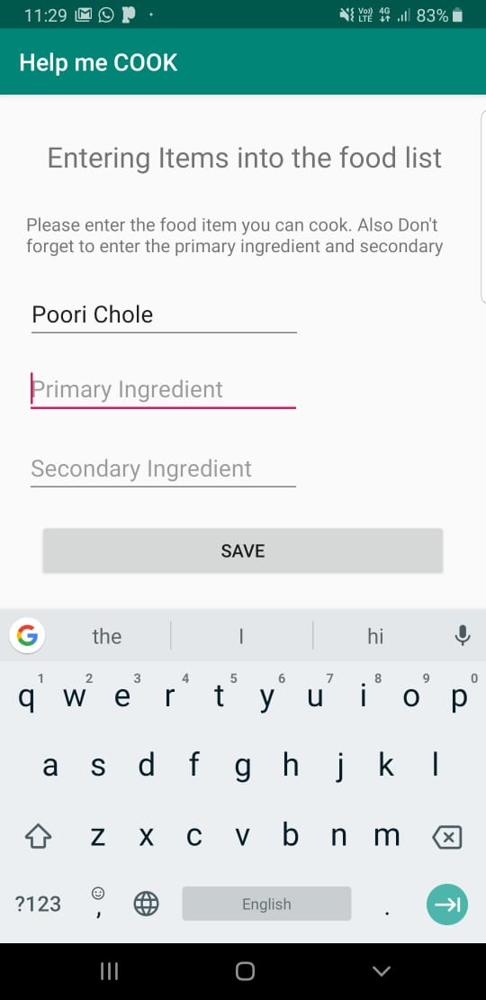 11:29 83%
Vo)) 4G
LTE
Help me COOK
Entering Items into the food list
Please enter the food item you can cook. Also Don't
forget to enter the primary ingredient and secondary
Poori Chole
Primary Ingredient
Secondary Ingredient
SAVE
the I hi
1 2 3 4 5 6 7 8 9 0
q w e r t y u i o p
a s d f g h j k l
z x c v b n m
?123 , English .